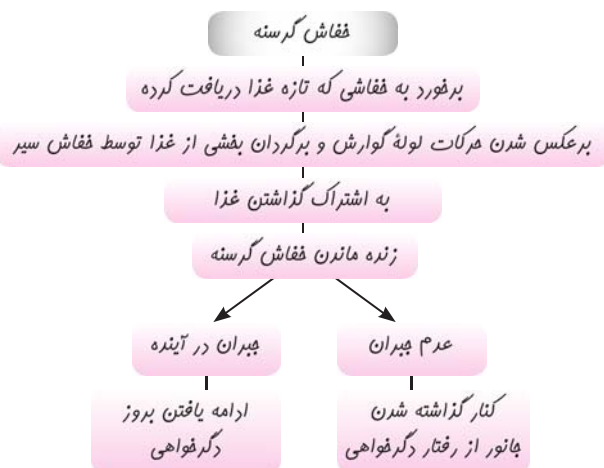 خفاش گرسنه
برخورد به خفاشی که تازه غذا دریافت کرده
برعکس شدن حرکات لولهٔ گوارش و برگردان بخشی از غذا توسط خفاش سیر
به اشتراک گذاشتن غذا
زنده ماندن خفاش گرسنه
عدم جبران
جبران در آینده
کنار گذاشته شدن
جانور از رفتار دگرخواهی
ادامه یافتن بروز
دگرخواهی